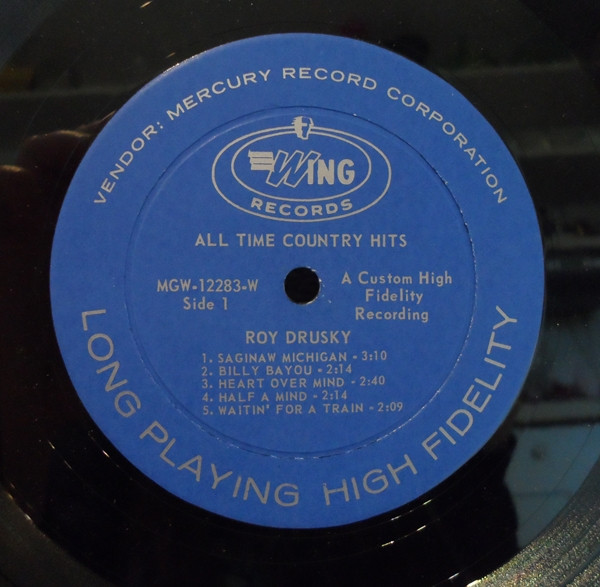 VENDOR: MERCURY RECORD CORPORATION
WING
RECORDS
ALL TIME COUNTRY HITS
MGW-12283-W
Side 1
A Custom High
Fidelity
Recording
ROY DRUSKY
1. SAGINAW MICHIGAN - 3:10
2. BILLY BAYOU - 2:14
3. HEART OVER MIND - 2:40
4. HALF A MIND - 2:14
5. WAITIN' FOR A TRAIN - 2:09
LONG PLAYING HIGH FIDELITY